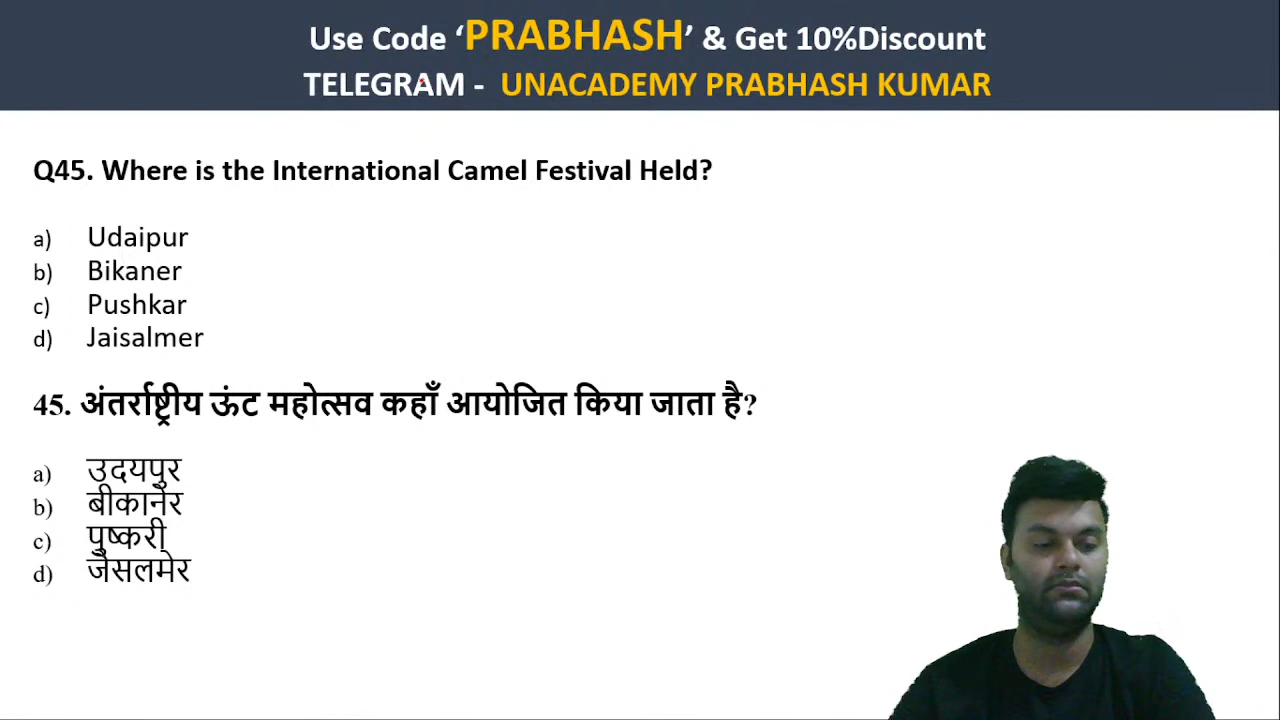 Use Code ‘PRABHASH’ & Get 10%Discount
TELEGRAM - UNACADEMY PRABHASH KUMAR
Q45. Where is the International Camel Festival Held?
a) Udaipur
b) Bikaner
c) Pushkar
d) Jaisalmer
45. अंतर्राष्ट्रीय ऊंट महोत्सव कहाँ आयोजित किया जाता है?
a) उदयपुर
b) बीकानेर
c) पुष्करी
d) जैसलमेर